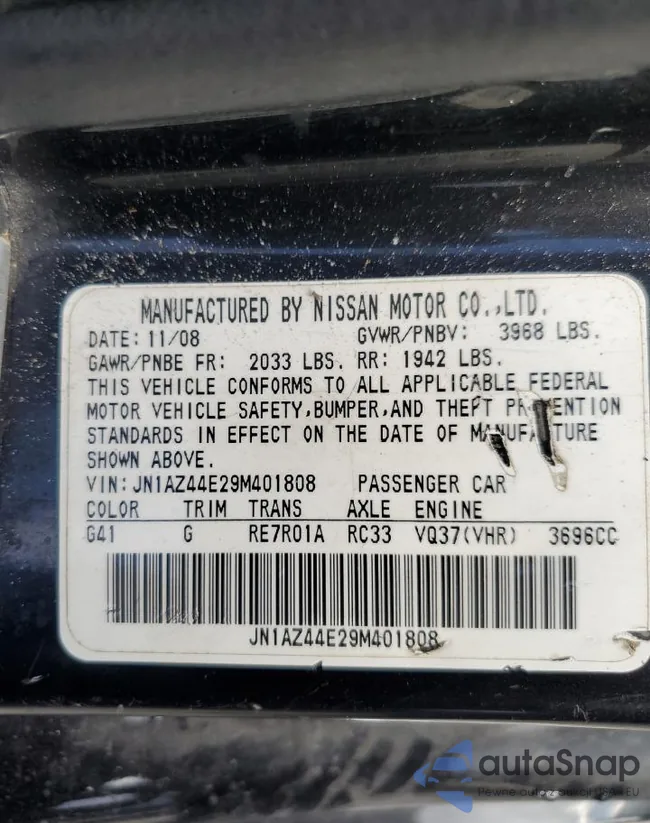 MANUFACTURED BY NISSAN MOTOR CO.,LTD.
DATE: 11/08 GVWR/PNBV: 3968 LBS.
GAWR/PNBE FR: 2033 LBS. RR: 1942 LBS.
THIS VEHICLE CONFORMS TO ALL APPLICABLE FEDERAL
MOTOR VEHICLE SAFETY,BUMPER,AND THEFT PREVENTION
STANDARDS IN EFFECT ON THE DATE OF MANUFACTURE
SHOWN ABOVE.
VIN:JN1AZ44E29M401808 PASSENGER CAR
COLOR TRIM TRANS AXLE ENGINE
G41 G RE7R01A RC33 VQ37(VHR) 3696CC
JN1AZ44E29M401808
autoSnap
Pewne auto z